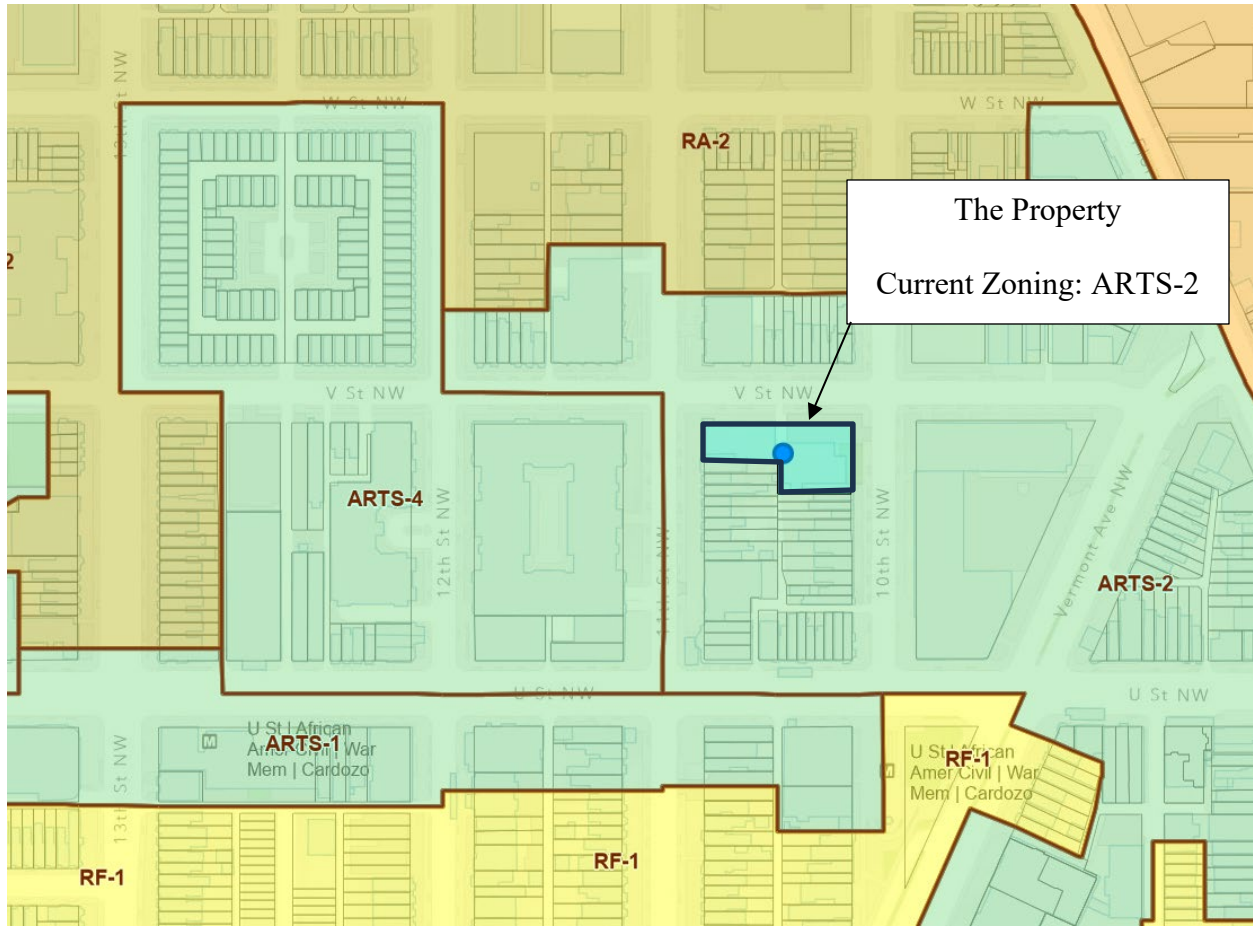 13th St NW
W St NW
W St NW
RA-2
The Property
Current Zoning: ARTS-2
2
V St NW
V St NW
ARTS-4
12th St NW
11th St NW
10th St NW
Vermont Ave NW
ARTS-2
U St NW
U St NW
13th St NW
M
U St | African
Amer Civil | War
Mem | Cardozo
ARTS-1
U St | African
Amer Civil | War
Mem | Cardozo
RF-1
RF-1
RF-1